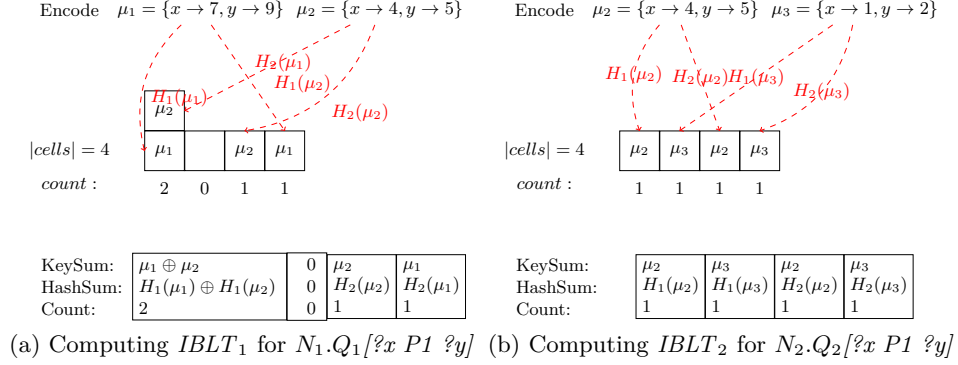 Encode μ₁ = {x → 7, y → 9} μ₂ = {x → 4, y → 5}
H₂(μ₁)
H₁(μ₂)
H₁(μ₁)
H₂(μ₂)
μ₂
|cells| = 4 μ₁ μ₂ μ₁
count : 2 0 1 1
KeySum: μ₁ ⊕ μ₂ 0 μ₂ μ₁
HashSum: H₁(μ₁) ⊕ H₁(μ₂) 0 H₂(μ₂) H₂(μ₁)
Count: 2 0 1 1
(a) Computing IBLT₁ for N₁.Q₁[?x P1 ?y]
Encode μ₂ = {x → 4, y → 5} μ₃ = {x → 1, y → 2}
H₁(μ₂) H₂(μ₂) H₁(μ₃)
H₂(μ₃)
|cells| = 4 μ₂ μ₃ μ₂ μ₃
count : 1 1 1 1
KeySum: μ₂ μ₃ μ₂ μ₃
HashSum: H₁(μ₂) H₁(μ₃) H₂(μ₂) H₂(μ₃)
Count: 1 1 1 1
(b) Computing IBLT₂ for N₂.Q₂[?x P1 ?y]